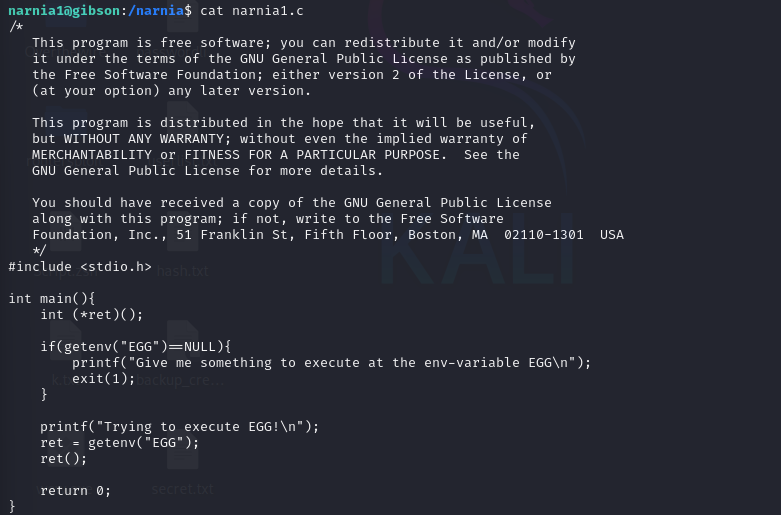 narnia1@gibson:/narnia$ cat narnia1.c
/*
    This program is free software; you can redistribute it and/or modify
    it under the terms of the GNU General Public License as published by
    the Free Software Foundation; either version 2 of the License, or
    (at your option) any later version.

    This program is distributed in the hope that it will be useful,
    but WITHOUT ANY WARRANTY; without even the implied warranty of
    MERCHANTABILITY or FITNESS FOR A PARTICULAR PURPOSE.  See the
    GNU General Public License for more details.

    You should have received a copy of the GNU General Public License
    along with this program; if not, write to the Free Software
    Foundation, Inc., 51 Franklin St, Fifth Floor, Boston, MA  02110-1301  USA
    */
#include <stdio.h>

int main(){
    int (*ret)();

    if(getenv("EGG")==NULL){
        printf("Give me something to execute at the env-variable EGG\n");
        exit(1);
    }

    printf("Trying to execute EGG!\n");
    ret = getenv("EGG");
    ret();

    return 0;
}
KALI
hash.txt
backup_cre...
secret.txt